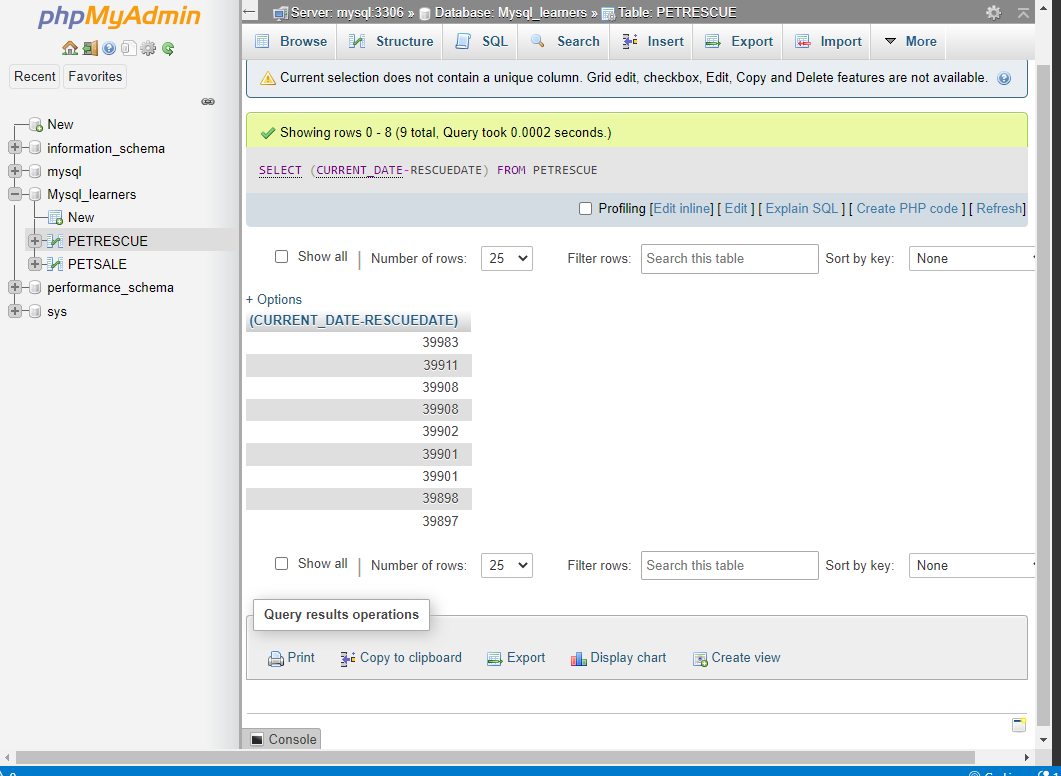 phpMyAdmin
Recent
Favorites
New
information_schema
mysql
Mysql_learners
New
PETRESCUE
PETSALE
performance_schema
sys
Server: mysql:3306 » Database: Mysql_learners » Table: PETRESCUE
Browse Structure SQL Search Insert Export Import More
Current selection does not contain a unique column. Grid edit, checkbox, Edit, Copy and Delete features are not available.
Showing rows 0 - 8 (9 total, Query took 0.0002 seconds.)
SELECT (CURRENT_DATE-RESCUEDATE) FROM PETRESCUE
Profiling [Edit inline] [ Edit ] [ Explain SQL ] [ Create PHP code ] [ Refresh]
Show all | Number of rows: 25 Filter rows: Search this table Sort by key: None
+ Options
(CURRENT_DATE-RESCUEDATE)
39983
39911
39908
39908
39902
39901
39901
39898
39897
Show all | Number of rows: 25 Filter rows: Search this table Sort by key: None
Query results operations
Print Copy to clipboard Export Display chart Create view
Console